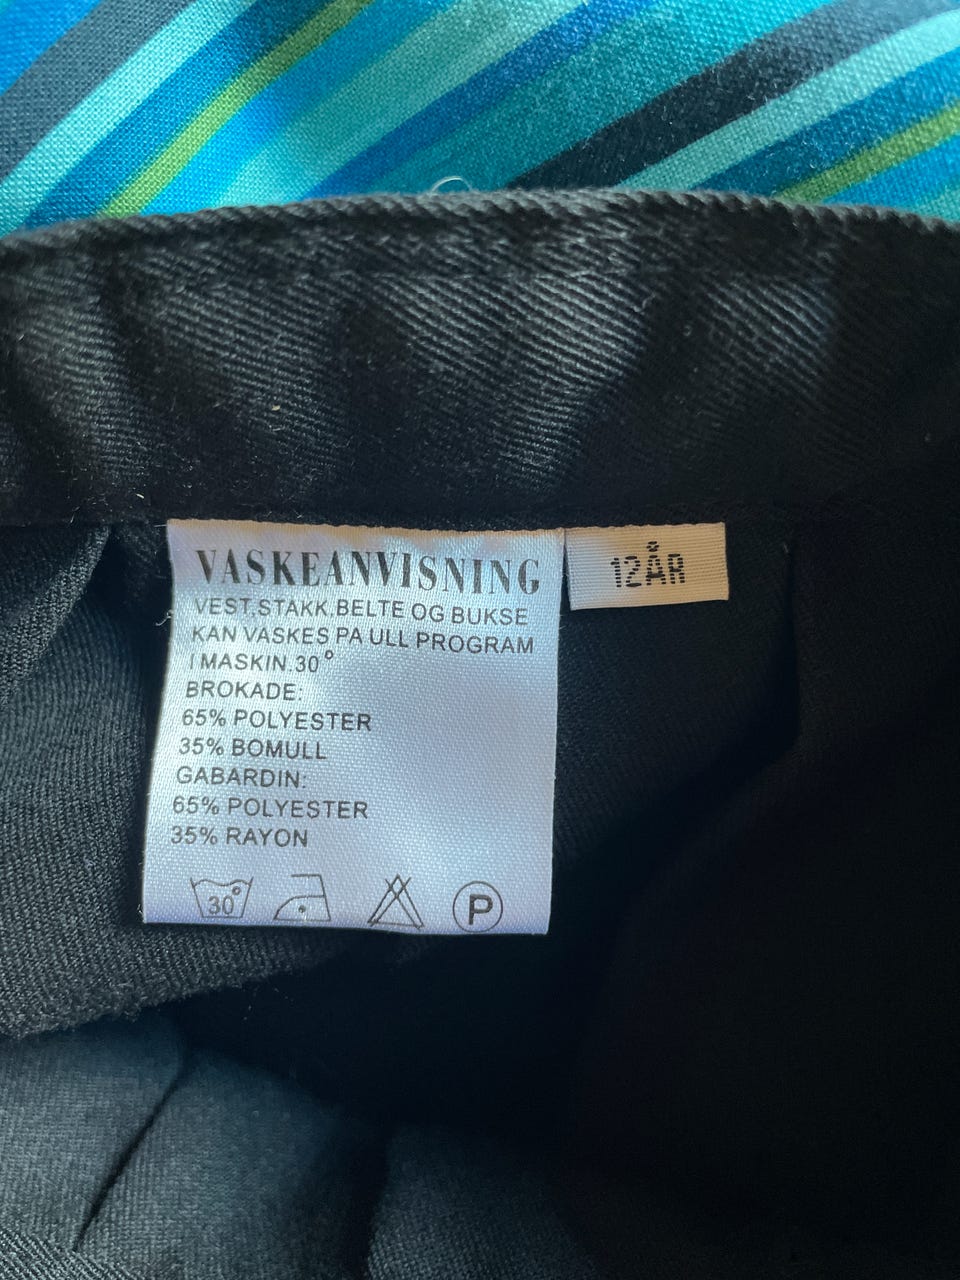 VASKEANVISNING
VEST,STAKK.BELTE OG BUKSE
KAN VASKES PA ULL PROGRAM
I MASKIN.30°
BROKADE:
65% POLYESTER
35% BOMULL
GABARDIN:
65% POLYESTER
35% RAYON
30°
P
12ÅR